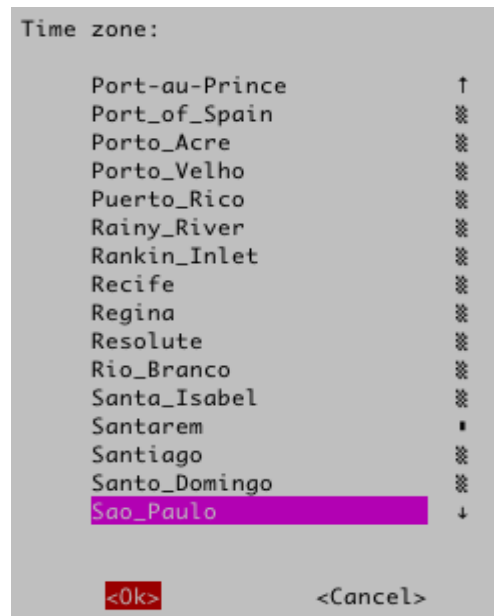 Time zone:
Port-au-Prince
Port_of_Spain
Porto_Acre
Porto_Velho
Puerto_Rico
Rainy_River
Rankin_Inlet
Recife
Regina
Resolute
Rio_Branco
Santa_Isabel
Santarem
Santiago
Santo_Domingo
Sao_Paulo
<Ok> <Cancel>